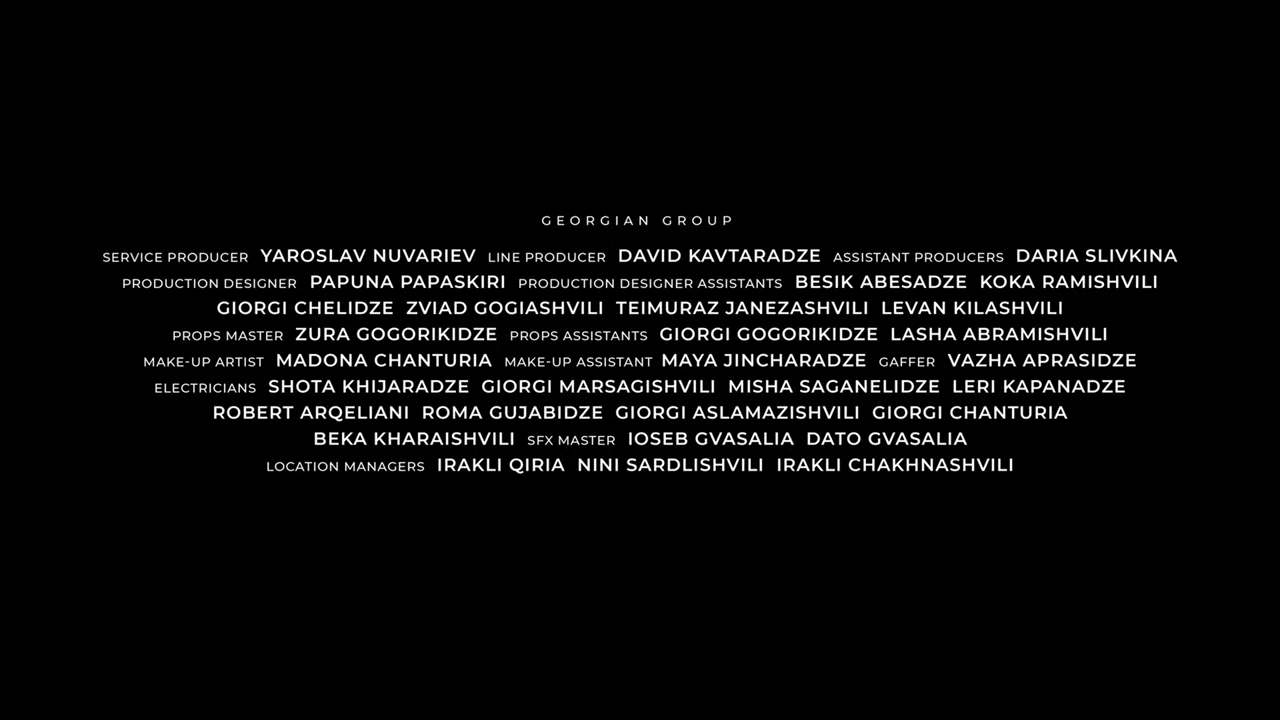 GEORGIAN GROUP
SERVICE PRODUCER YAROSLAV NUVARIEV LINE PRODUCER DAVID KAVTARADZE ASSISTANT PRODUCERS DARIA SLIVKINA
PRODUCTION DESIGNER PAPUNA PAPASKIRI PRODUCTION DESIGNER ASSISTANTS BESIK ABESADZE KOKA RAMISHVILI
GIORGI CHELIDZE ZVIAD GOGIASHVILI TEIMURAZ JANEZASHVILI LEVAN KILASHVILI
PROPS MASTER ZURA GOGORIKIDZE PROPS ASSISTANTS GIORGI GOGORIKIDZE LASHA ABRAMISHVILI
MAKE-UP ARTIST MADONA CHANTURIA MAKE-UP ASSISTANT MAYA JINCHARADZE GAFFER VAZHA APRASIDZE
ELECTRICIANS SHOTA KHIJARADZE GIORGI MARSAGISHVILI MISHA SAGANELIDZE LERI KAPANADZE
ROBERT ARQELIANI ROMA GUJABIDZE GIORGI ASLAMAZISHVILI GIORGI CHANTURIA
BEKA KHARAISHVILI SFX MASTER IOSEB GVASALIA DATO GVASALIA
LOCATION MANAGERS IRAKLI QIRIA NINI SARDLISHVILI IRAKLI CHAKHNASHVILI